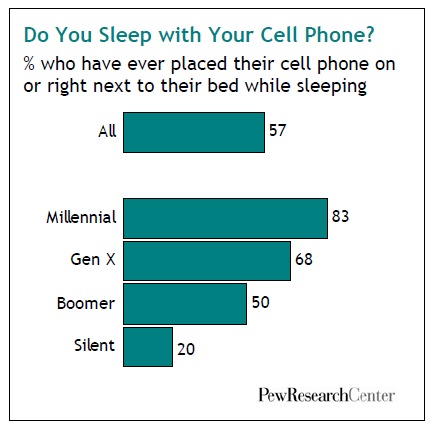 Do You Sleep with Your Cell Phone?
% who have ever placed their cell phone on
or right next to their bed while sleeping
All 57
Millennial 83
Gen X 68
Boomer 50
Silent 20
PewResearchCenter